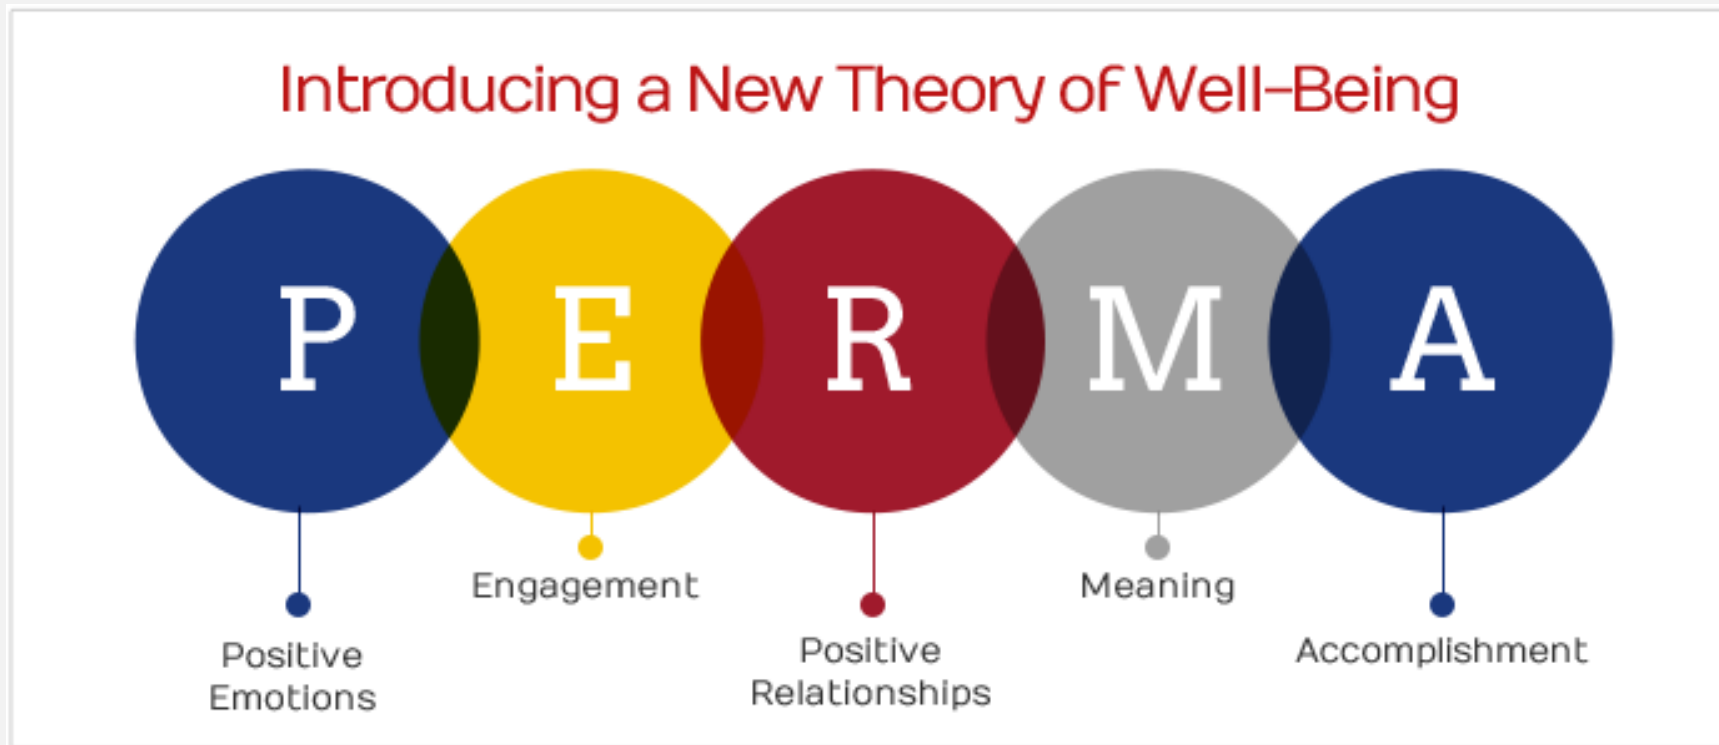 Introducing a New Theory of Well-Being
P E R M A
Positive
Emotions
Engagement
Positive
Relationships
Meaning
Accomplishment